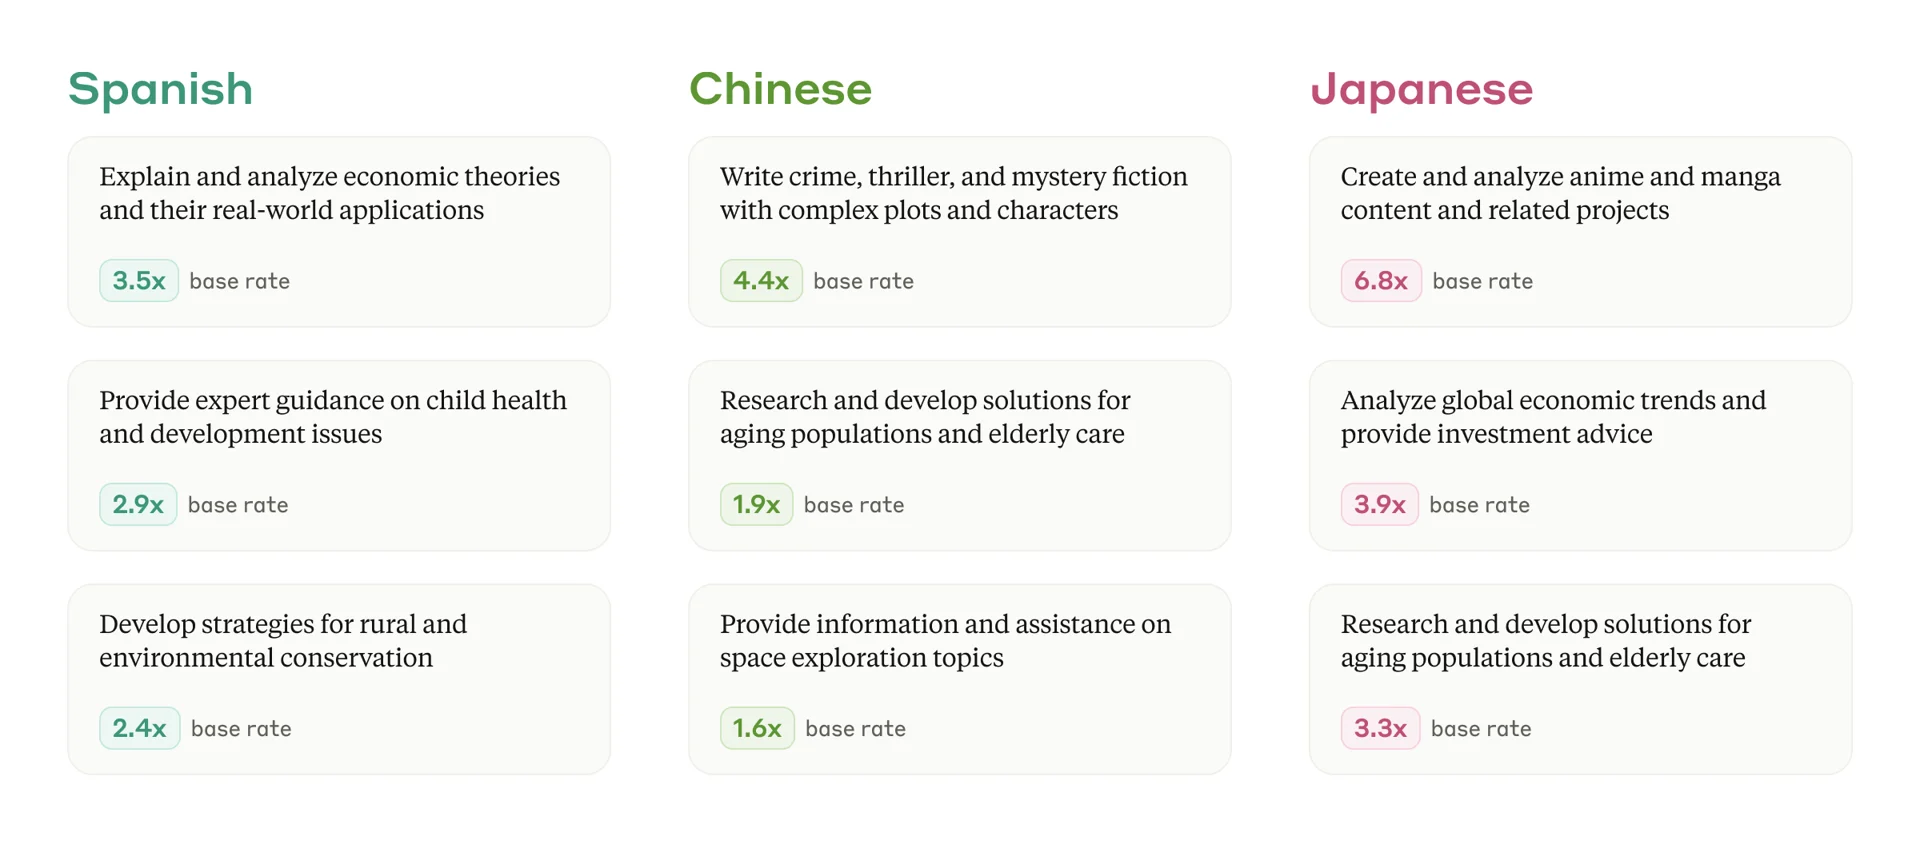 Spanish
Explain and analyze economic theories
and their real-world applications
3.5x base rate
Provide expert guidance on child health
and development issues
2.9x base rate
Develop strategies for rural and
environmental conservation
2.4x base rate
Chinese
Write crime, thriller, and mystery fiction
with complex plots and characters
4.4x base rate
Research and develop solutions for
aging populations and elderly care
1.9x base rate
Provide information and assistance on
space exploration topics
1.6x base rate
Japanese
Create and analyze anime and manga
content and related projects
6.8x base rate
Analyze global economic trends and
provide investment advice
3.9x base rate
Research and develop solutions for
aging populations and elderly care
3.3x base rate